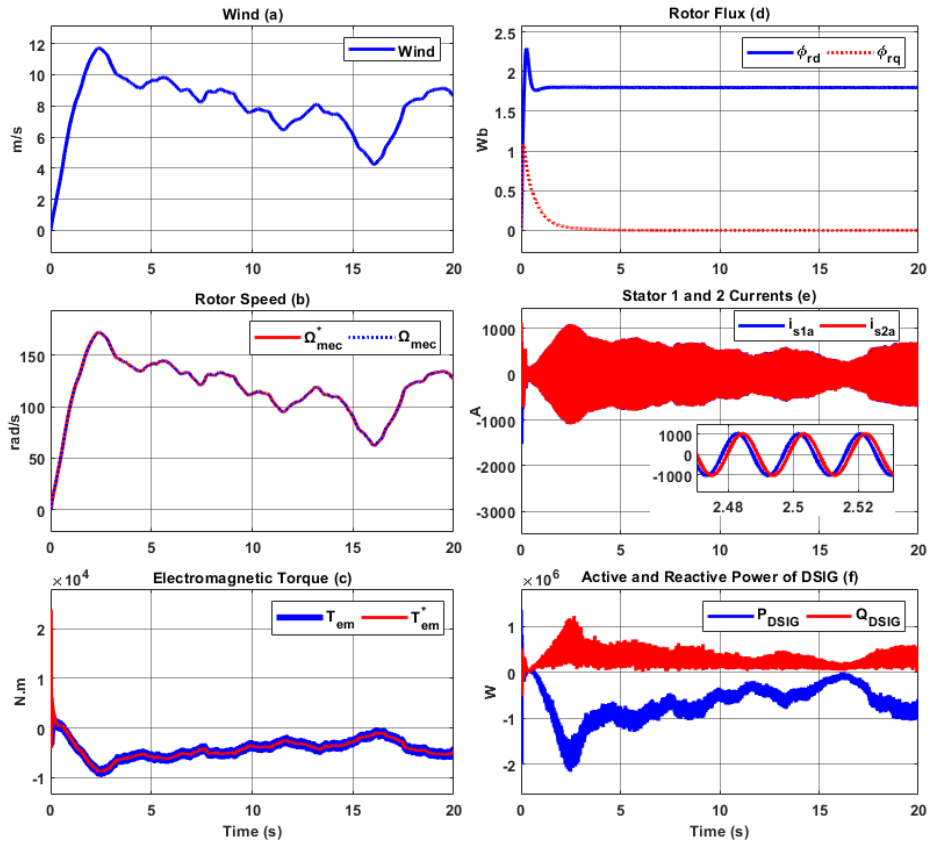 Wind (a)
12
10
8
6
4
2
0
m/s
Wind
0 5 10 15 20
Rotor Flux (d)
2.5
2
1.5
1
0.5
0
Wb
ϕrd ϕrq
0 5 10 15 20
Rotor Speed (b)
150
100
50
0
rad/s
Ω*mec Ωmec
0 5 10 15 20
Stator 1 and 2 Currents (e)
1000
0
-1000
-2000
-3000
A
is1a is2a
1000
0
-1000
2.48 2.5 2.52
0 5 10 15 20
Electromagnetic Torque (c)
×10^4
2
1
0
-1
N.m
Tem T*em
0 5 10 15 20
Time (s)
Active and Reactive Power of DSIG (f)
×10^6
1
0
-1
-2
W
PDSIG QDSIG
0 5 10 15 20
Time (s)